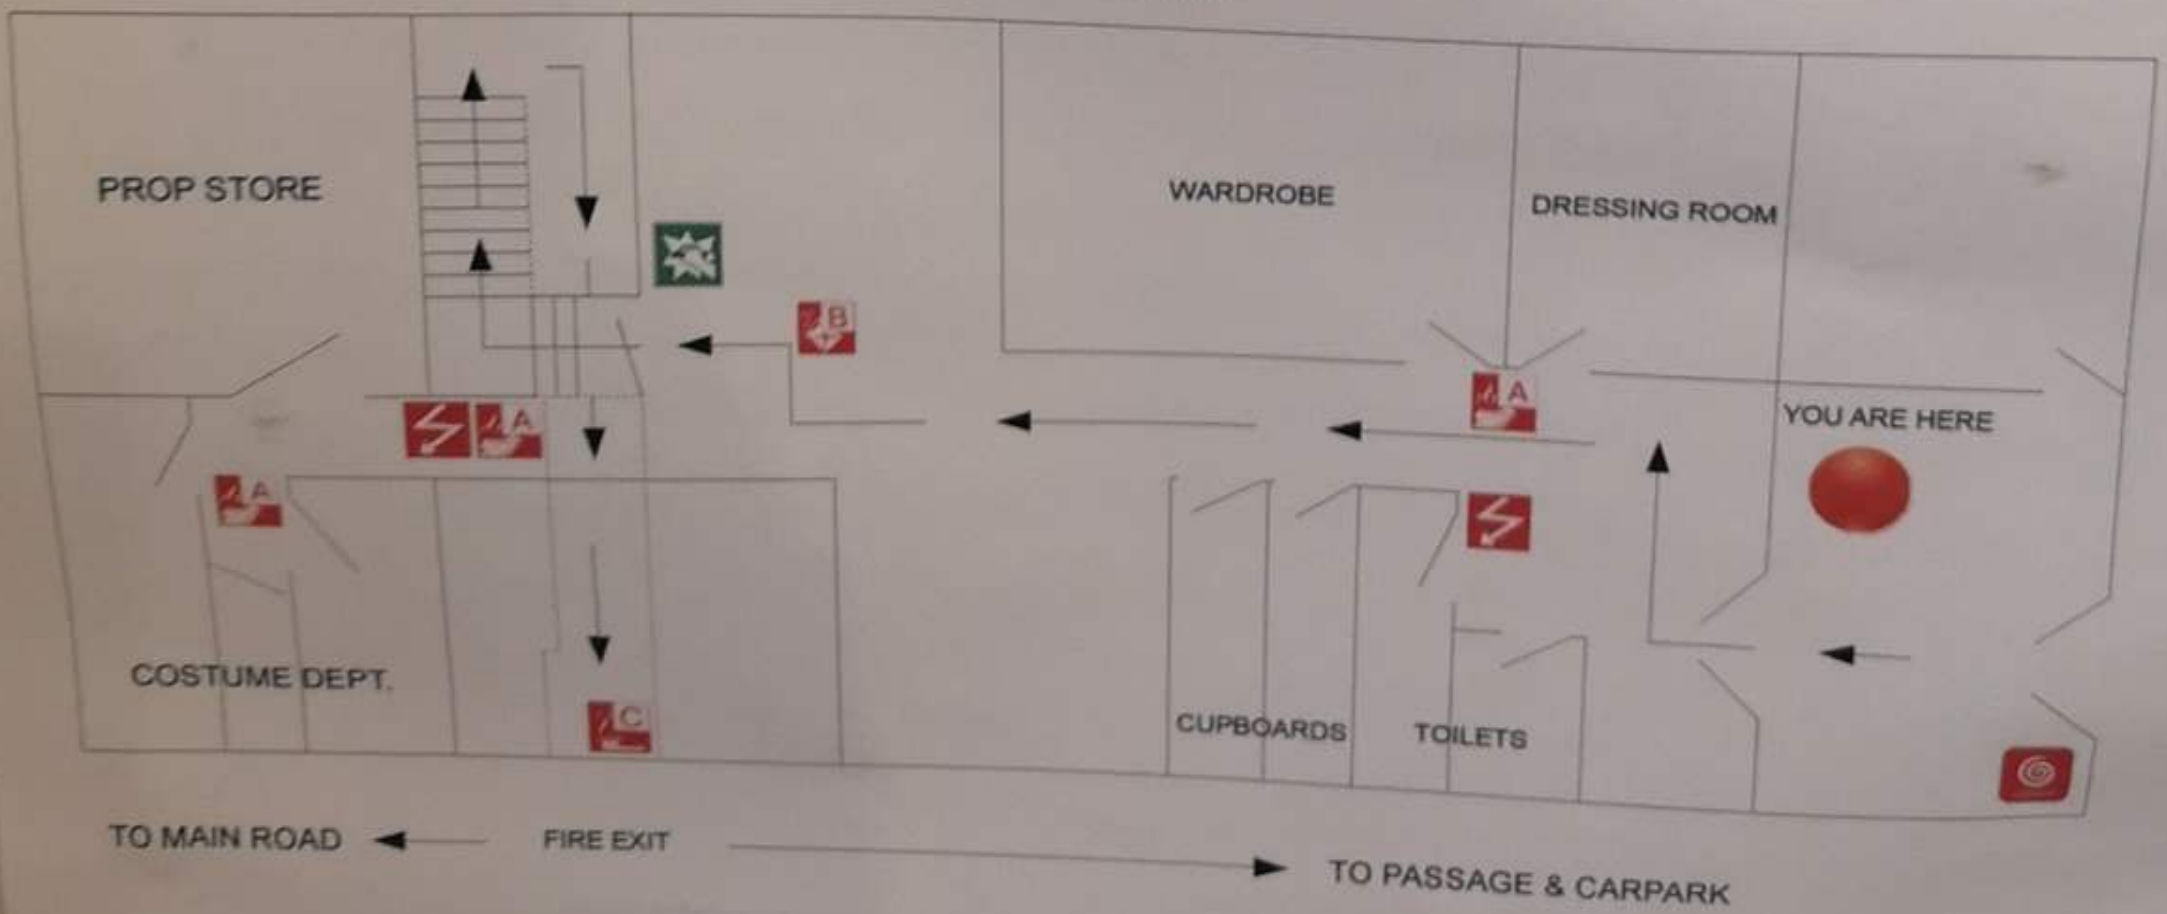 PROP STORE
WARDROBE
DRESSING ROOM
B
A
YOU ARE HERE
A
A
COSTUME DEPT.
C
CUPBOARDS
TOILETS
TO MAIN ROAD
FIRE EXIT
TO PASSAGE & CARPARK